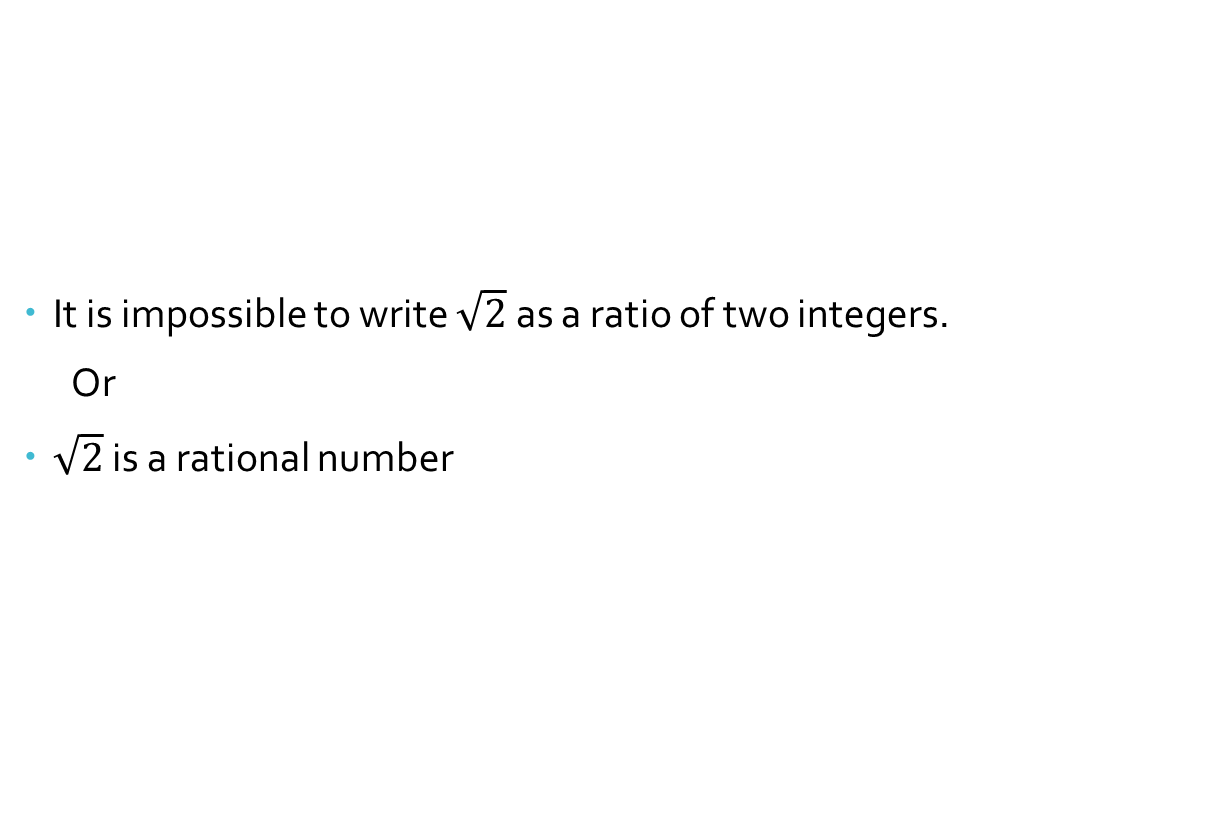 • It is impossible to write √2 as a ratio of two integers.
Or
• √2 is a rational number